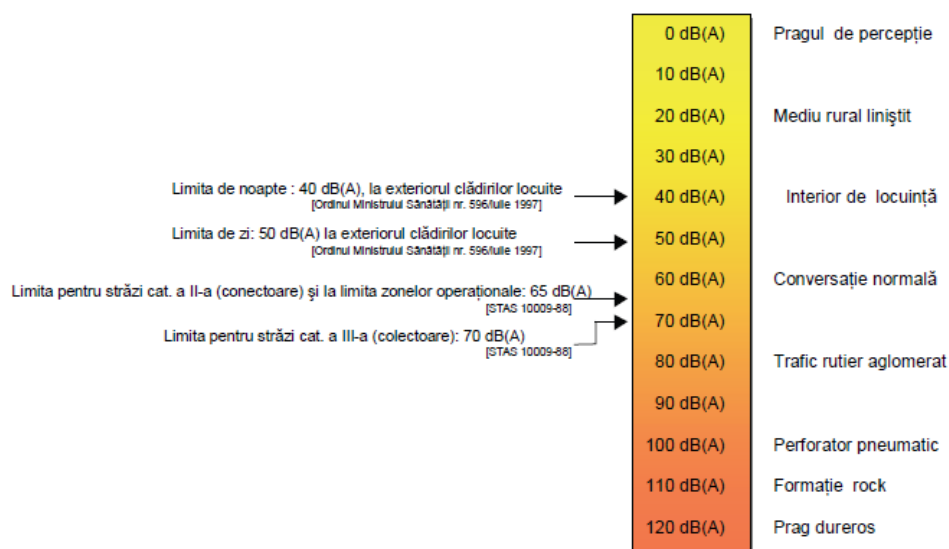 0 dB(A) Pragul de percepție
10 dB(A)
20 dB(A) Mediu rural liniştit
30 dB(A)
Limita de noapte : 40 dB(A), la exteriorul clădirilor locuite
[Ordinul Ministrului Sănătății nr. 596/iulie 1997]
40 dB(A) Interior de locuință
Limita de zi: 50 dB(A) la exteriorul clădirilor locuite
[Ordinul Ministrului Sănătății nr. 596/iulie 1997]
50 dB(A)
60 dB(A) Conversație normală
Limita pentru străzi cat. a II-a (conectoare) şi la limita zonelor operaționale: 65 dB(A)
[STAS 10009-88]
70 dB(A)
Limita pentru străzi cat. a III-a (colectoare): 70 dB(A)
[STAS 10009-88]
80 dB(A) Trafic rutier aglomerat
90 dB(A)
100 dB(A) Perforator pneumatic
110 dB(A) Formație rock
120 dB(A) Prag dureros